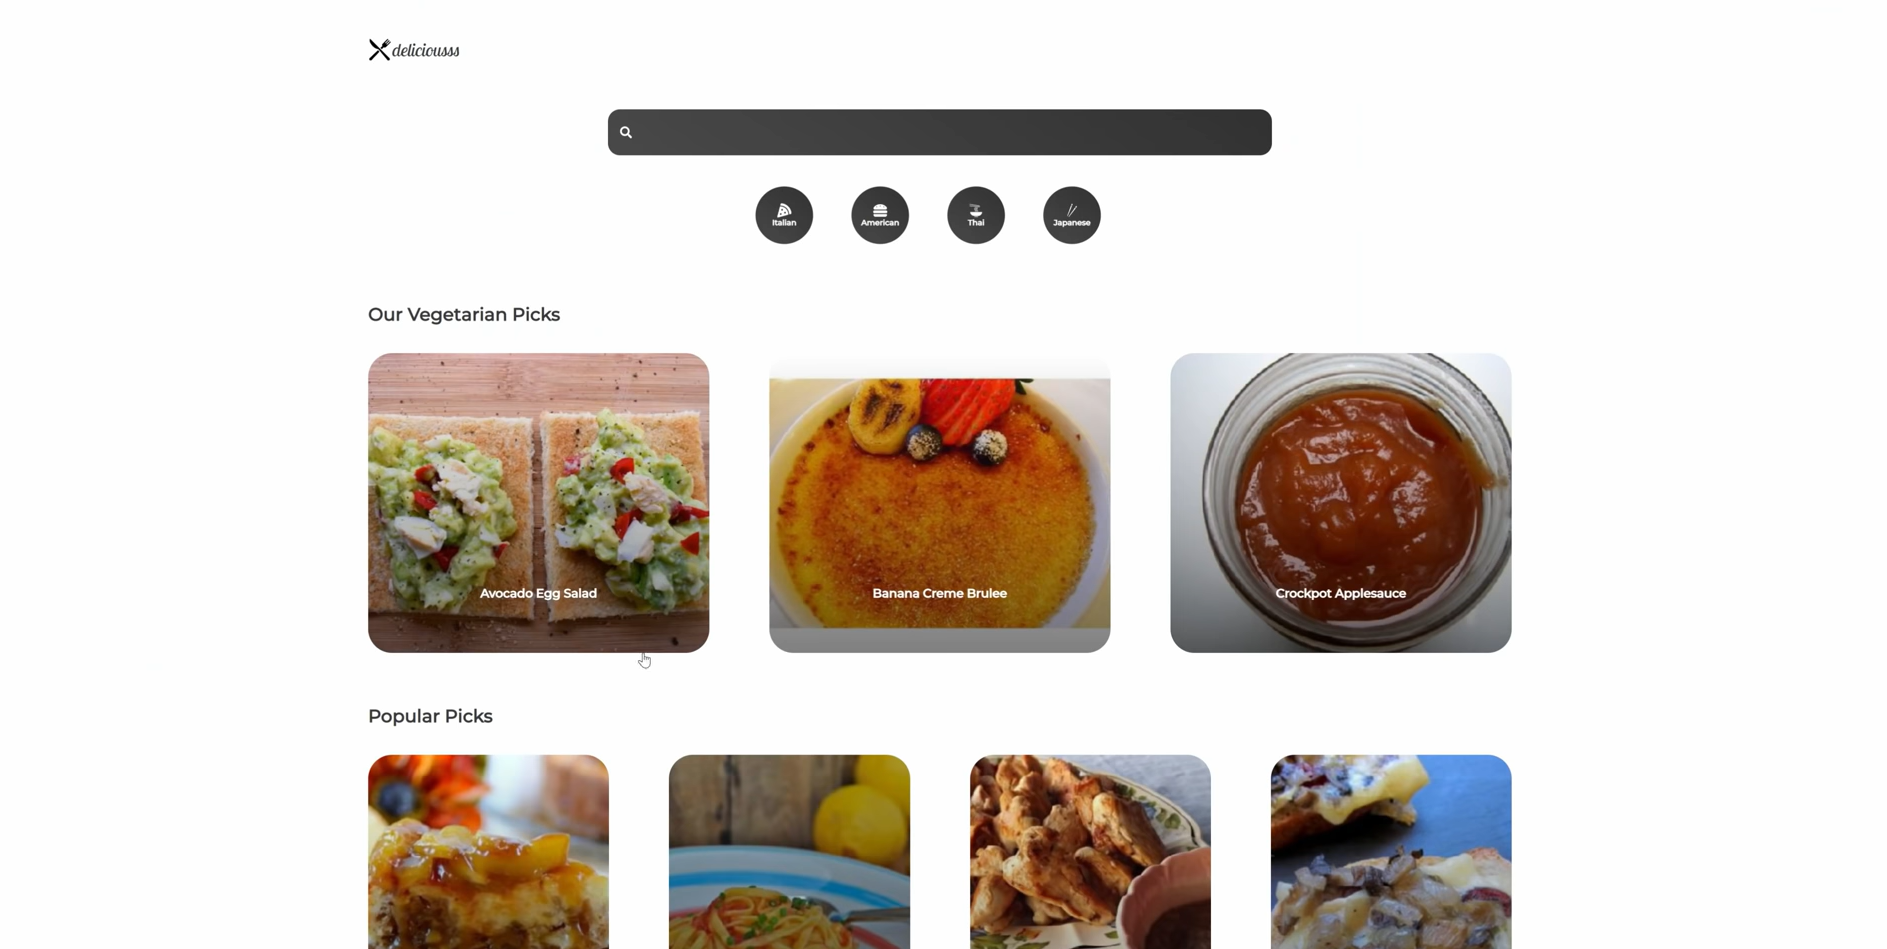 deliciousss
Italian
American
Thai
Japanese
Our Vegetarian Picks
Avocado Egg Salad
Banana Creme Brulee
Crockpot Applesauce
Popular Picks